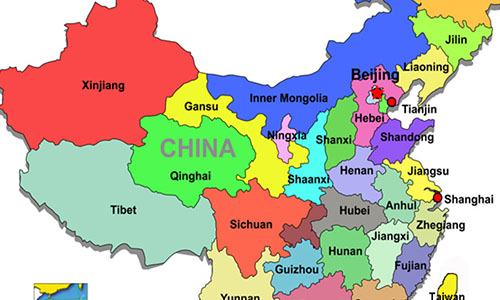 Jilin
Liaoning
Beijing
Xinjiang
Inner Mongolia
Gansu
Tianjin
Hebei
Ningxia
Shanxi
Shandong
CHINA
Qinghai
Shaanxi
Henan
Jiangsu
Shanghai
Tibet
Anhui
Hubei
Sichuan
Zhegiang
Jiangxi
Hunan
Guizhou
Fujian
Yunnan
Taiwan